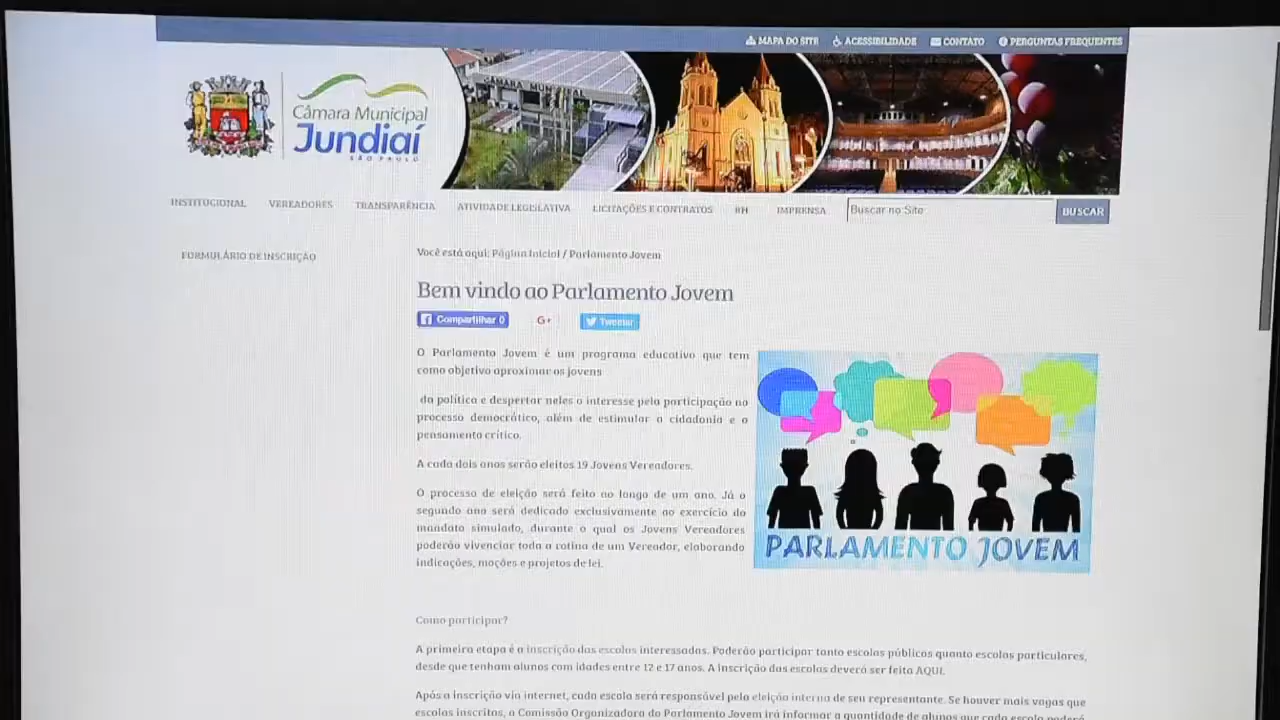 MAPA DO SITE ACESSIBILIDADE CONTATO PERGUNTAS FREQUENTES
Câmara Municipal
Jundiaí
SÃO PAULO
CÂMARA MUNICIPAL
INSTITUCIONAL VEREADORES TRANSPARÊNCIA ATIVIDADE LEGISLATIVA LICITAÇÕES E CONTRATOS RH IMPRENSA Buscar no Site BUSCAR
FORMULÁRIO DE INSCRIÇÃO
Você está aqui: Página Inicial / Parlamento Jovem
Bem vindo ao Parlamento Jovem
Compartilhar 0 G+ Tweetar
O Parlamento Jovem é um programa educativo que tem
como objetivo aproximar os jovens
da política e despertar neles o interesse pela participação no
processo democrático, além de estimular a cidadania e o
pensamento crítico.
A cada dois anos serão eleitos 19 Jovens Vereadores.
O processo de eleição será feito ao longo de um ano. Já o
segundo ano será dedicado exclusivamente ao exercício do
mandato simulado, durante o qual os Jovens Vereadores
poderão vivenciar toda a rotina de um Vereador, elaborando
indicações, moções e projetos de lei.
PARLAMENTO JOVEM
Como participar?
A primeira etapa é a inscrição das escolas interessadas. Poderão participar tanto escolas públicas quanto escolas particulares,
desde que tenham alunos com idades entre 12 e 17 anos. A inscrição das escolas deverá ser feita AQUI.
Após a inscrição via internet, cada escola será responsável pela eleição interna de seu representante. Se houver mais vagas que
escolas inscritas, a Comissão Organizadora do Parlamento Jovem irá informar a quantidade de alunos que cada escola poderá